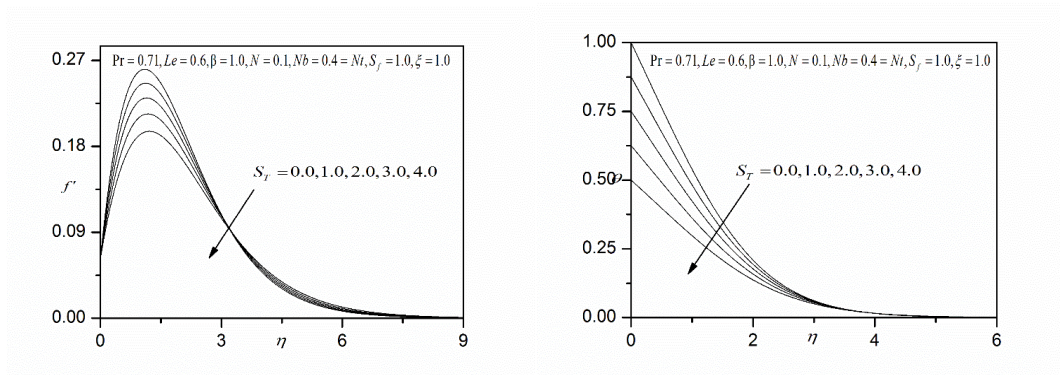 0.27
0.18
0.09
0.00
f′
Pr = 0.71, Le = 0.6, β = 1.0, N = 0.1, Nb = 0.4 = Nt, S_f = 1.0, ξ = 1.0
S_T = 0.0, 1.0, 2.0, 3.0, 4.0
0 3 η 6 9
1.00
0.75
0.50
0.25
0.00
Pr = 0.71, Le = 0.6, β = 1.0, N = 0.1, Nb = 0.4 = Nt, S_f = 1.0, ξ = 1.0
S_T = 0.0, 1.0, 2.0, 3.0, 4.0
0 2 η 4 6